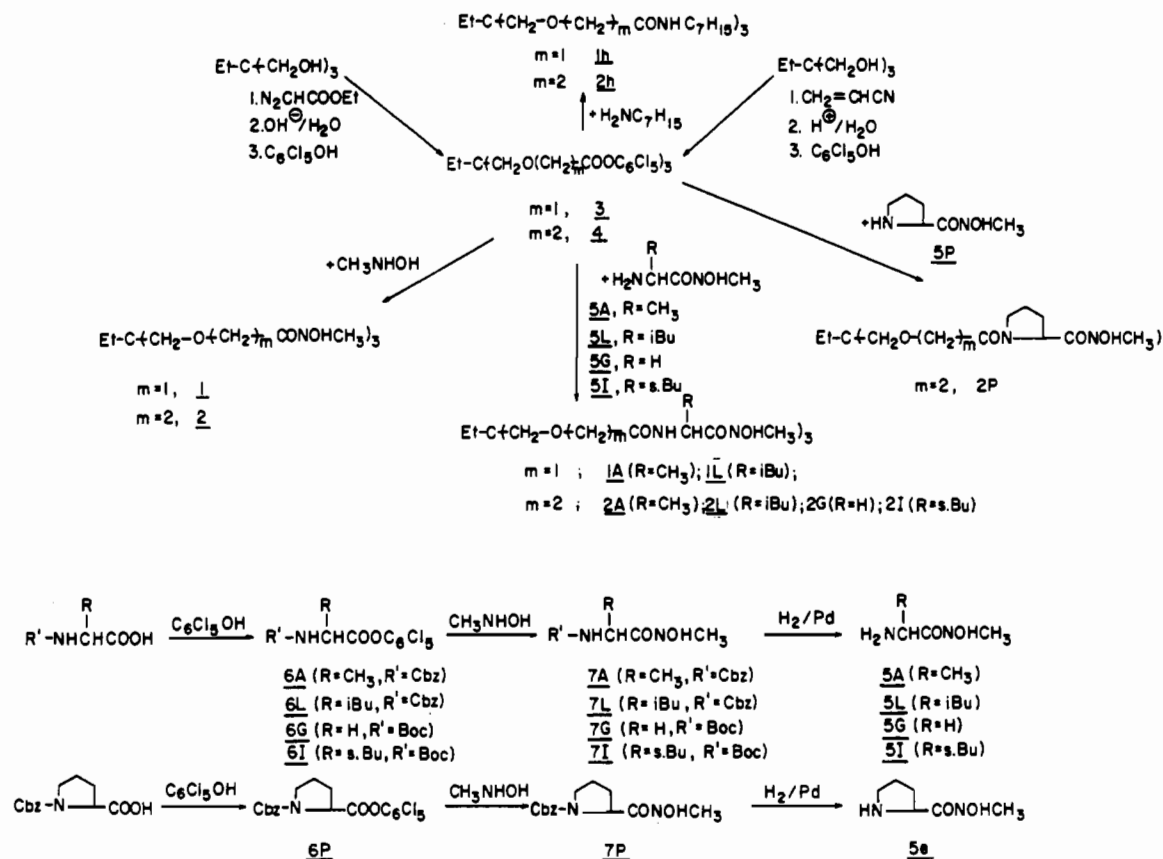 Et-C(-CH₂-O-(CH₂)ₘ CONHC₇H₁₅)₃
m=1 1h
m=2 2h
Et-C(-CH₂OH)₃
1. N₂CHCOOEt
2. OH⊖/H₂O
3. C₆Cl₅OH
+H₂NC₇H₁₅
Et-C(-CH₂OH)₃
1. CH₂=CHCN
2. H⊕/H₂O
3. C₆Cl₅OH
Et-C(-CH₂O(CH₂)ₘCOOC₆Cl₅)₃
m=1, 3
m=2, 4
+HN CONOHCH₃
5P
+CH₃NHOH
R
+H₂NCHCONOHCH₃
5A, R=CH₃
5L, R=iBu
5G, R=H
5I, R=s.Bu
Et-C(-CH₂-O-(CH₂)ₘ CONOHCH₃)₃
m=1, 1
m=2, 2
Et-C(-CH₂O-(CH₂)ₘ CON CONOHCH₃)
m=2, 2P
R
Et-C(-CH₂-O-(CH₂)ₘCONHCHCONOHCH₃)₃
m=1 ; 1A (R=CH₃); 1L (R=iBu);
m=2 ; 2A (R=CH₃); 2L (R=iBu); 2G(R=H); 2I (R=s.Bu)
R
R'-NHCHCOOH
C₆Cl₅OH
R
R'-NHCHCOOC₆Cl₅
CH₃NHOH
R
R'-NHCHCONOHCH₃
H₂/Pd
R
H₂NCHCONOHCH₃
6A (R=CH₃, R'=Cbz)
6L (R=iBu, R'=Cbz)
6G (R=H, R'=Boc)
6I (R=s.Bu, R'=Boc)
7A (R=CH₃, R'=Cbz)
7L (R=iBu, R'=Cbz)
7G (R=H, R'=Boc)
7I (R=s.Bu, R'=Boc)
5A (R=CH₃)
5L (R=iBu)
5G (R=H)
5I (R=s.Bu)
Cbz-N COOH
C₆Cl₅OH
Cbz-N COOC₆Cl₅
CH₃NHOH
Cbz-N CONOHCH₃
H₂/Pd
HN CONOHCH₃
6P
7P
5e